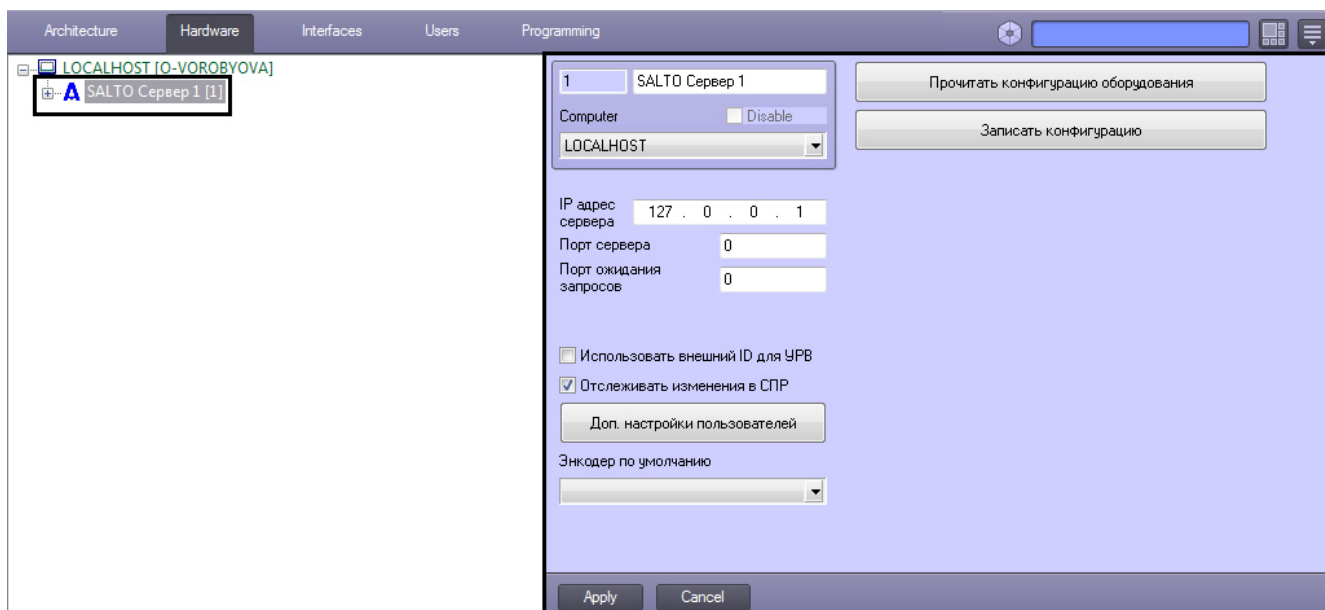 Architecture Hardware Interfaces Users Programming
LOCALHOST [O-VOROBYOVA]
SALTO Сервер 1 [1]
1 SALTO Сервер 1
Computer Disable
LOCALHOST
Прочитать конфигурацию оборудования
Записать конфигурацию
IP адрес
сервера
127 . 0 . 0 . 1
Порт сервера 0
Порт ожидания
запросов
0
Использовать внешний ID для УРВ
Отслеживать изменения в СПР
Доп. настройки пользователей
Энкодер по умолчанию
Apply Cancel